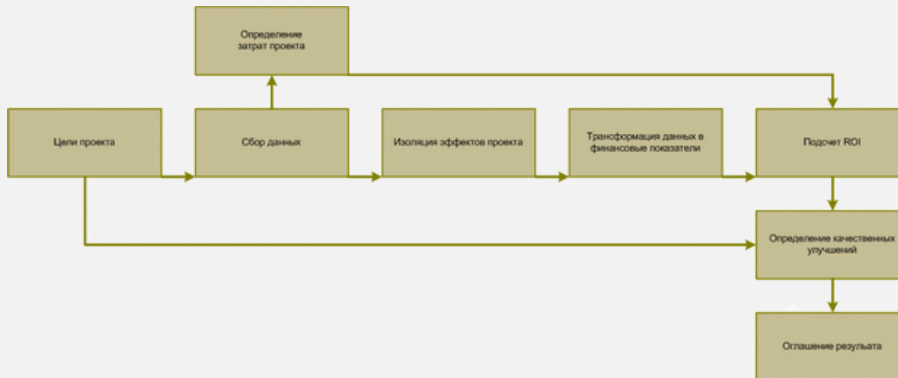 Определение
затрат проекта
Цели проекта
Сбор данных
Изоляция эффектов проекта
Трансформация данных в
финансовые показатели
Подсчет ROI
Определение качественных
улучшений
Оглашение резульата